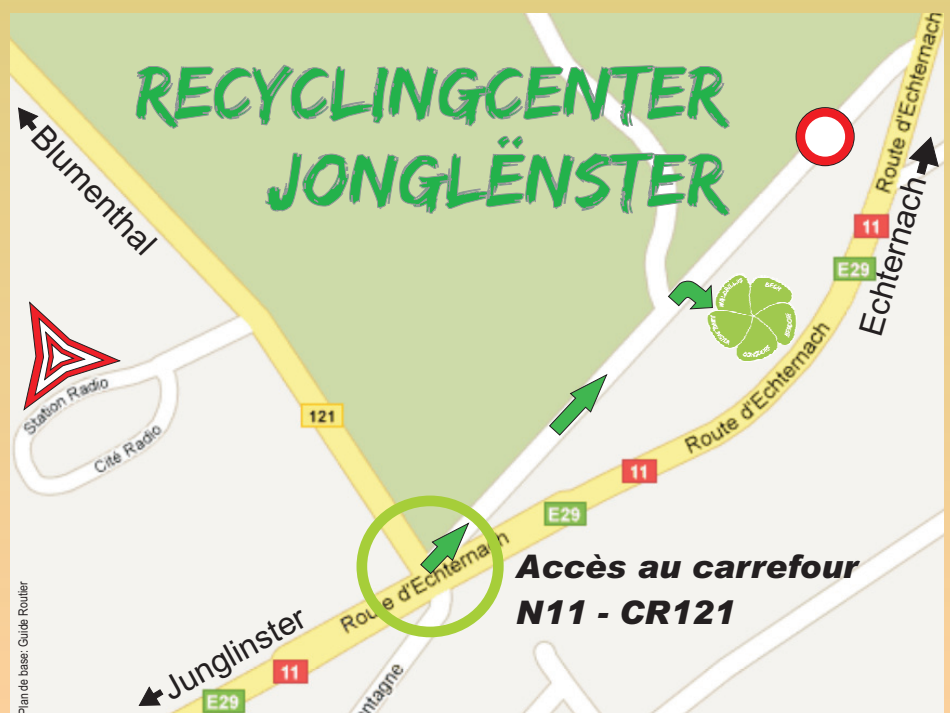 RECYCLINGCENTER
JONGLËNSTER
Blumenthal
Route d'Echternach
11
E29
Echternach
BECH
Station Radio
Cité Radio
121
Route d'Echternach
11
E29
Route d'Echternach
Accès au carrefour
N11 - CR121
Junglinster
11
E29
Plan de base: Guide Routier